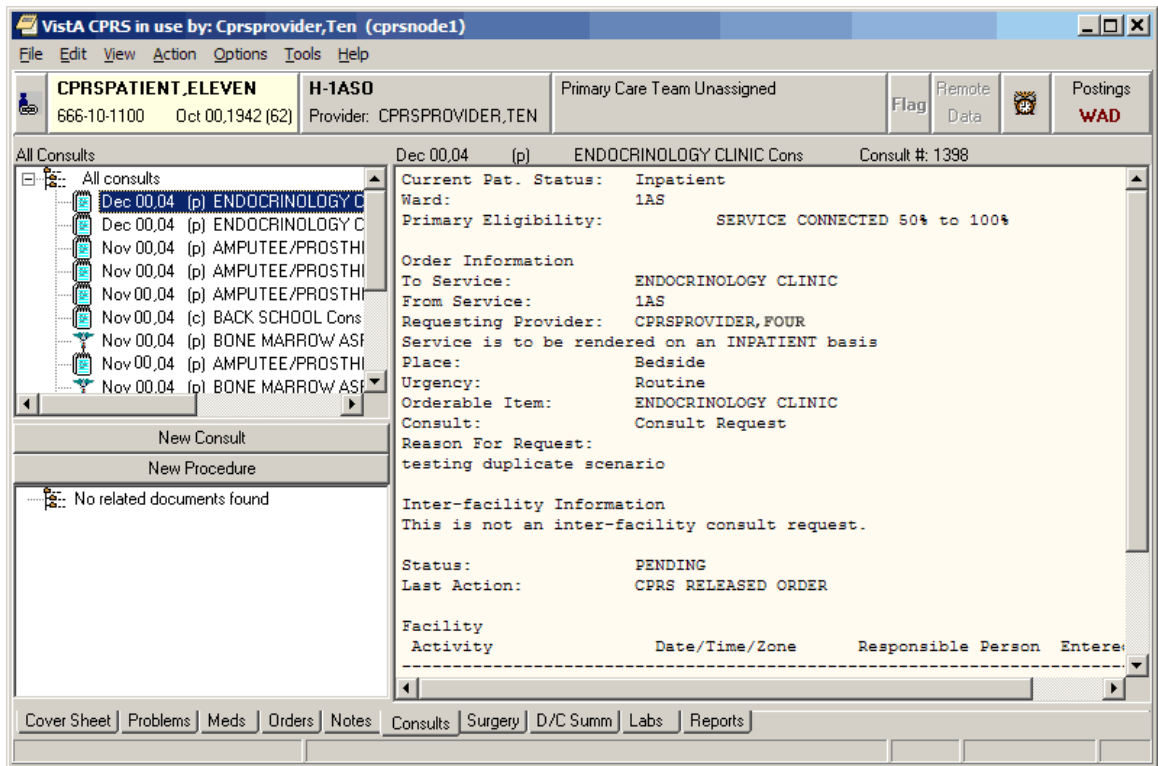 VistA CPRS in use by: Cprsprovider,Ten (cprsnode1)
File Edit View Action Options Tools Help
CPRSPATIENT,ELEVEN H-1ASO Primary Care Team Unassigned Flag Remote Data Postings
666-10-1100 Oct 00,1942 (62) Provider: CPRSPROVIDER,TEN WAD
All Consults Dec 00,04 (p) ENDOCRINOLOGY CLINIC Cons Consult #: 1398
All consults
Dec 00,04 (p) ENDOCRINOLOGY C
Dec 00,04 (p) ENDOCRINOLOGY C
Nov 00,04 (p) AMPUTEE/PROSTHI
Nov 00,04 (p) AMPUTEE/PROSTHI
Nov 00,04 (p) AMPUTEE/PROSTHI
Nov 00,04 (c) BACK SCHOOL Cons
Nov 00,04 (p) BONE MARROW ASF
Nov 00,04 (p) AMPUTEE/PROSTHI
Nov 00,04 (p) BONE MARROW ASF
New Consult
New Procedure
No related documents found
Current Pat. Status: Inpatient
Ward: 1AS
Primary Eligibility: SERVICE CONNECTED 50% to 100%
Order Information
To Service: ENDOCRINOLOGY CLINIC
From Service: 1AS
Requesting Provider: CPRSPROVIDER,FOUR
Service is to be rendered on an INPATIENT basis
Place: Bedside
Urgency: Routine
Orderable Item: ENDOCRINOLOGY CLINIC
Consult: Consult Request
Reason For Request:
testing duplicate scenario
Inter-facility Information
This is not an inter-facility consult request.
Status: PENDING
Last Action: CPRS RELEASED ORDER
Facility
Activity Date/Time/Zone Responsible Person Entere
Cover Sheet Problems Meds Orders Notes Consults Surgery D/C Summ Labs Reports